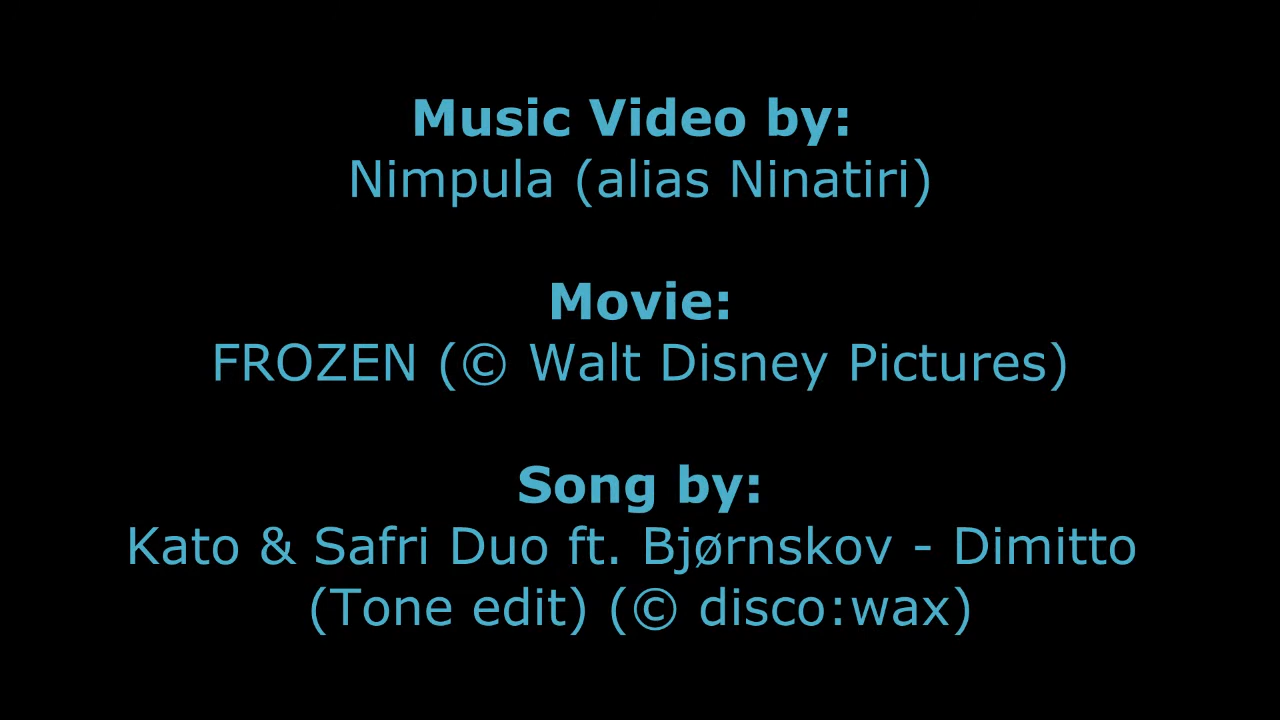 Music Video by:
Nimpula (alias Ninatiri)
Movie:
FROZEN (© Walt Disney Pictures)
Song by:
Kato & Safri Duo ft. Bjørnskov - Dimitto
(Tone edit) (© disco:wax)